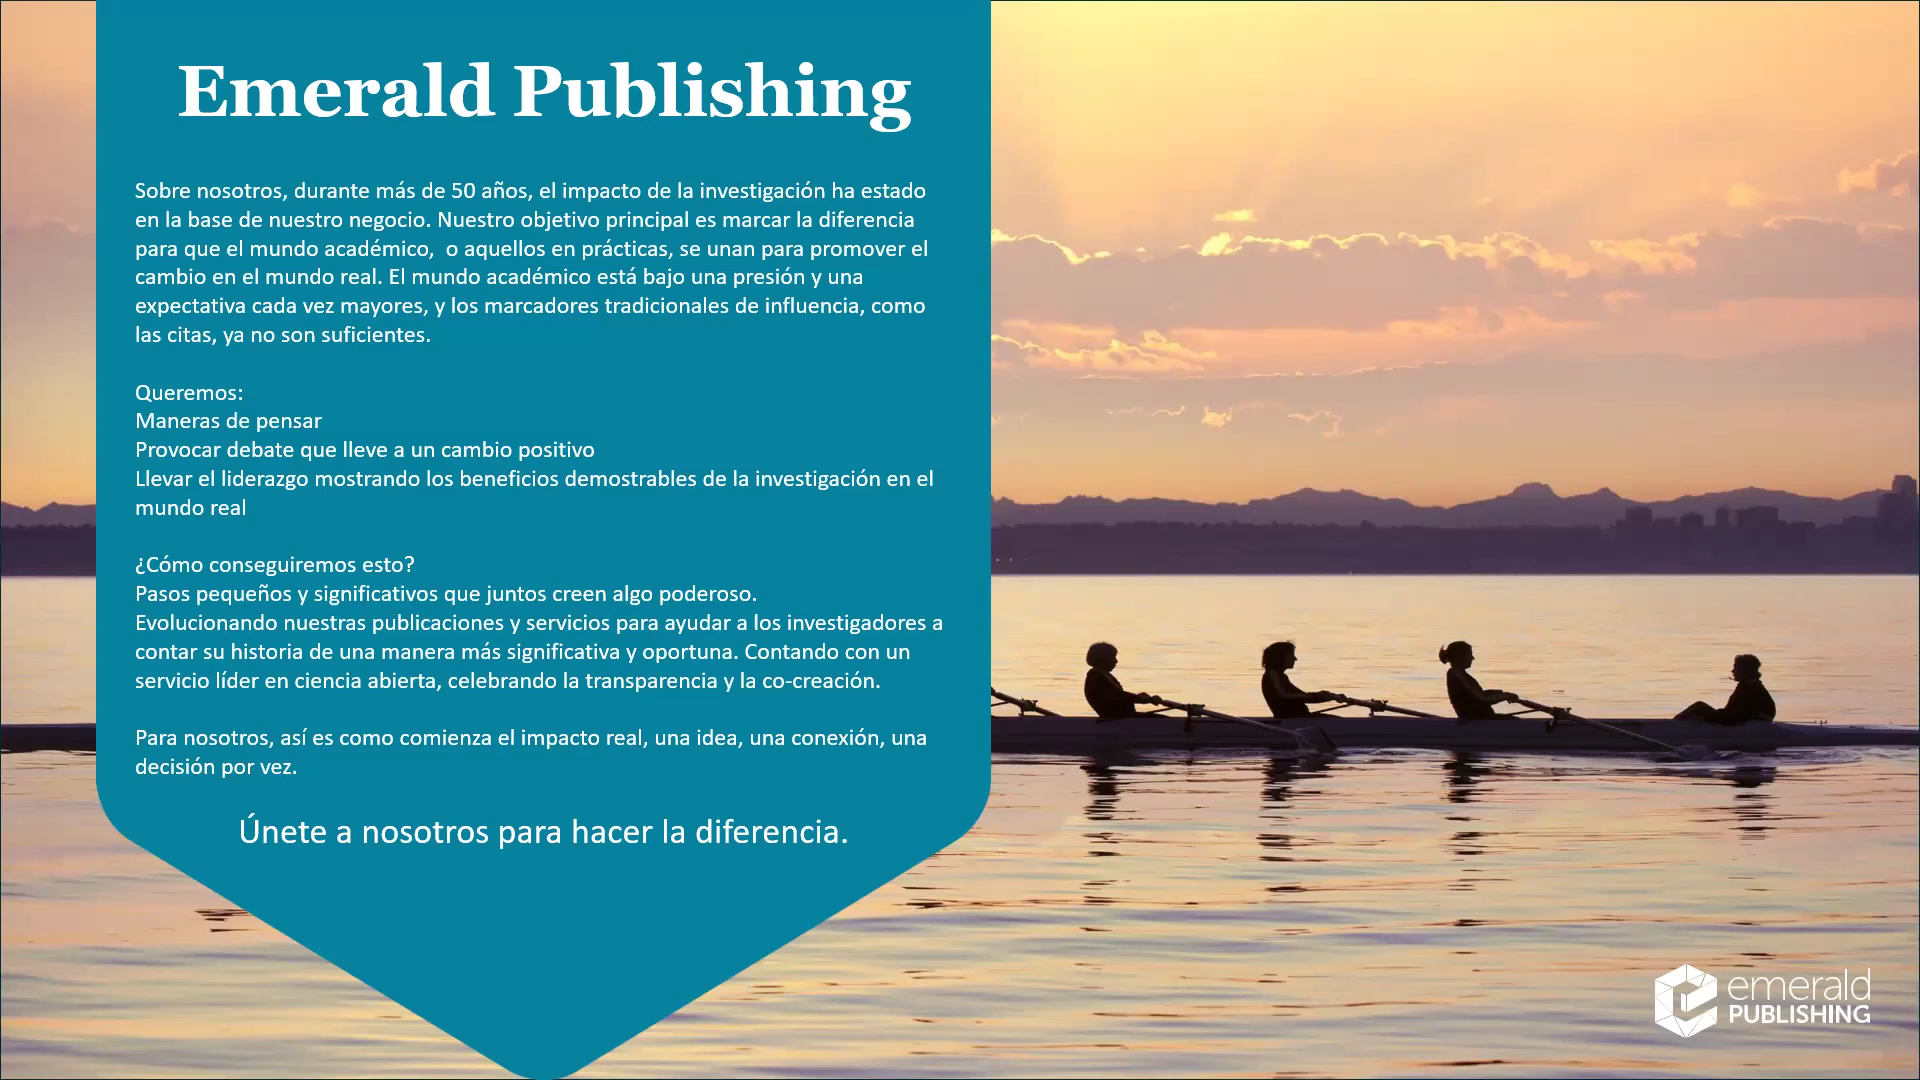 Emerald Publishing
Sobre nosotros, durante más de 50 años, el impacto de la investigación ha estado
en la base de nuestro negocio. Nuestro objetivo principal es marcar la diferencia
para que el mundo académico,  o aquellos en prácticas, se unan para promover el
cambio en el mundo real. El mundo académico está bajo una presión y una
expectativa cada vez mayores, y los marcadores tradicionales de influencia, como
las citas, ya no son suficientes.
Queremos:
Maneras de pensar
Provocar debate que lleve a un cambio positivo
Llevar el liderazgo mostrando los beneficios demostrables de la investigación en el
mundo real
¿Cómo conseguiremos esto?
Pasos pequeños y significativos que juntos creen algo poderoso.
Evolucionando nuestras publicaciones y servicios para ayudar a los investigadores a
contar su historia de una manera más significativa y oportuna. Contando con un
servicio líder en ciencia abierta, celebrando la transparencia y la co-creación.
Para nosotros, así es como comienza el impacto real, una idea, una conexión, una
decisión por vez.
Únete a nosotros para hacer la diferencia.
emerald
PUBLISHING